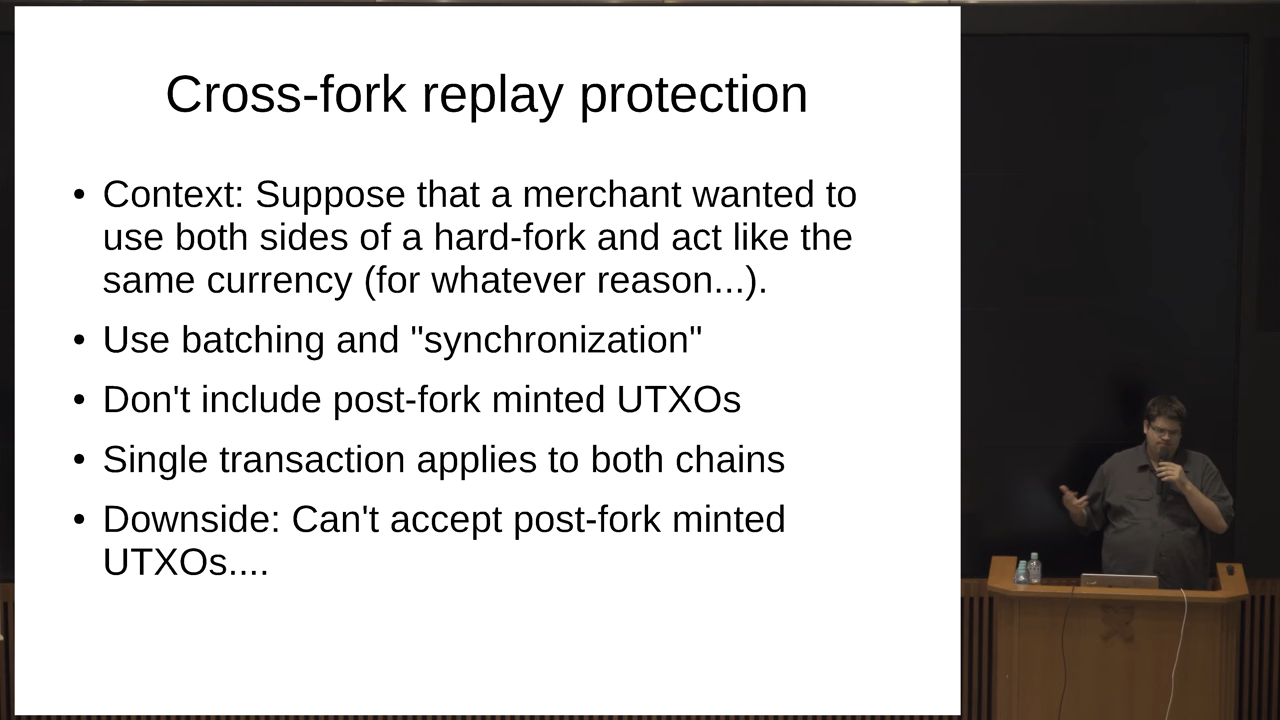 Cross-fork replay protection
• Context: Suppose that a merchant wanted to
use both sides of a hard-fork and act like the
same currency (for whatever reason...).
• Use batching and "synchronization"
• Don't include post-fork minted UTXOs
• Single transaction applies to both chains
• Downside: Can't accept post-fork minted
UTXOs....